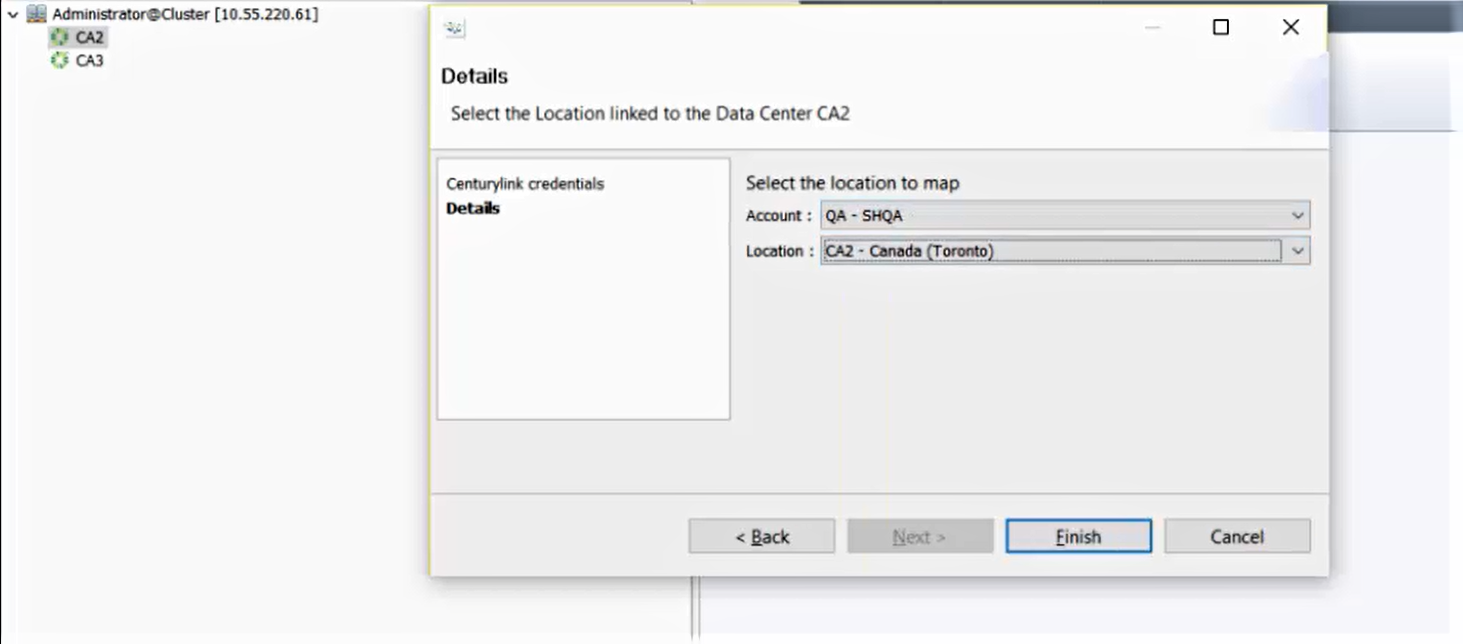 Administrator@Cluster [10.55.220.61]
CA2
CA3
Details
Select the Location linked to the Data Center CA2
Centurylink credentials
Details
Select the location to map
Account : QA - SHQA
Location : CA2 - Canada (Toronto)
< Back Next > Finish Cancel